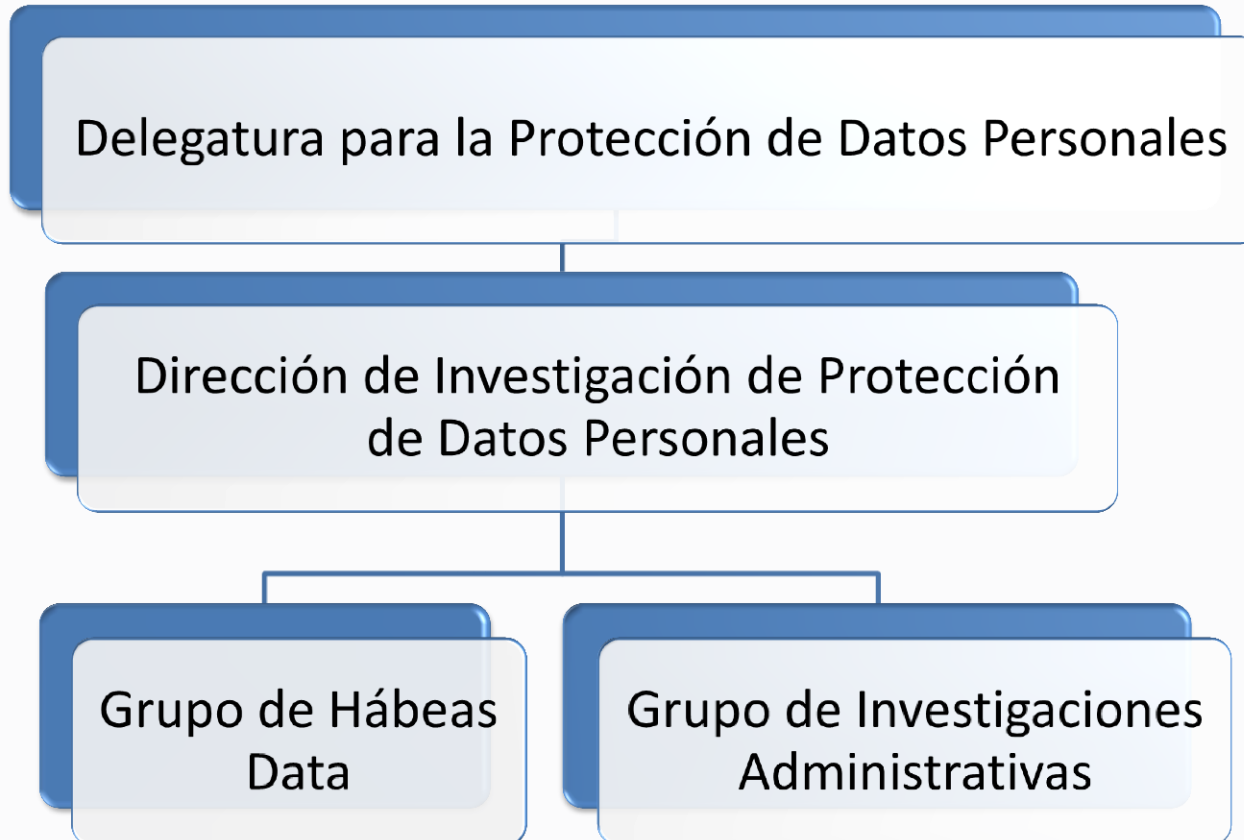 Delegatura para la Protección de Datos Personales
Dirección de Investigación de Protección
de Datos Personales
Grupo de Hábeas
Data
Grupo de Investigaciones
Administrativas